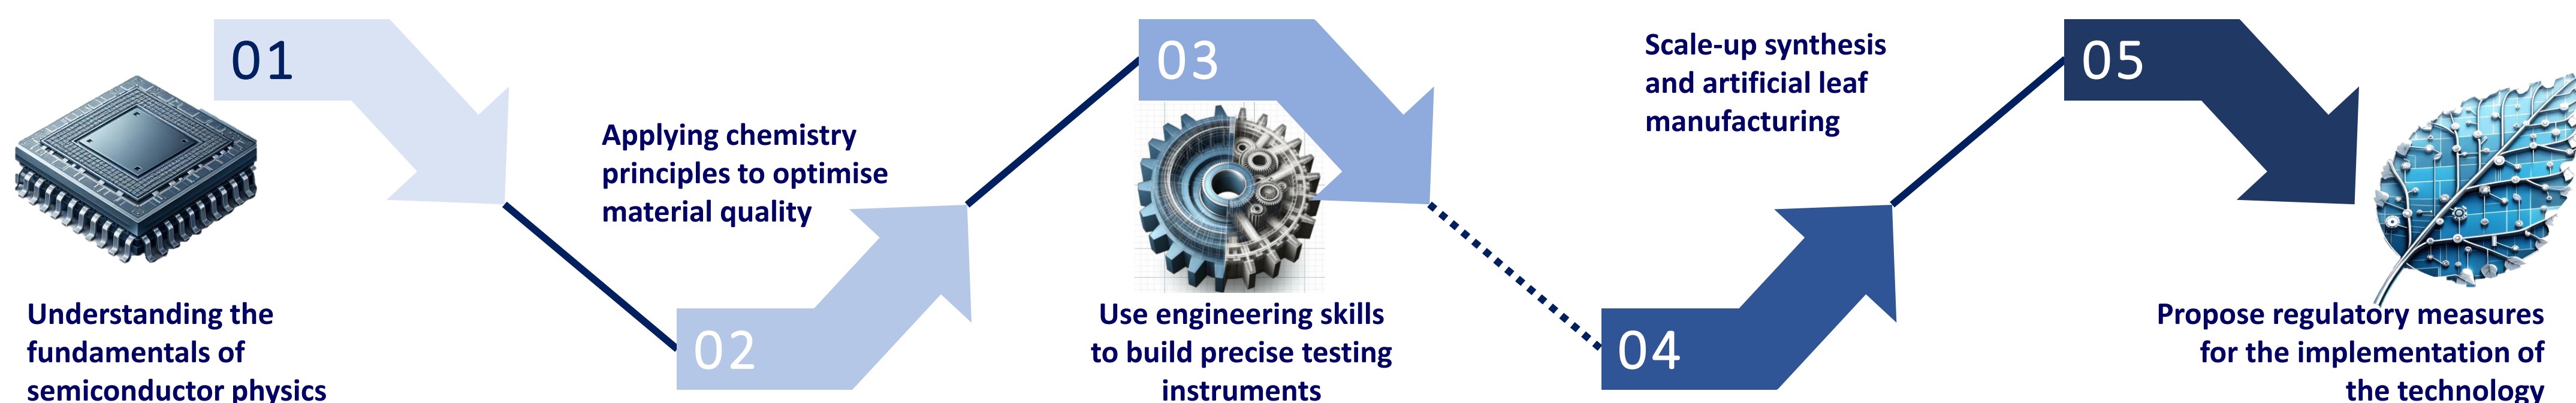 01
Understanding the
fundamentals of
semiconductor physics
Applying chemistry
principles to optimise
material quality
02
03
Use engineering skills
to build precise testing
instruments
Scale-up synthesis
and artificial leaf
manufacturing
04
05
Propose regulatory measures
for the implementation of
the technology